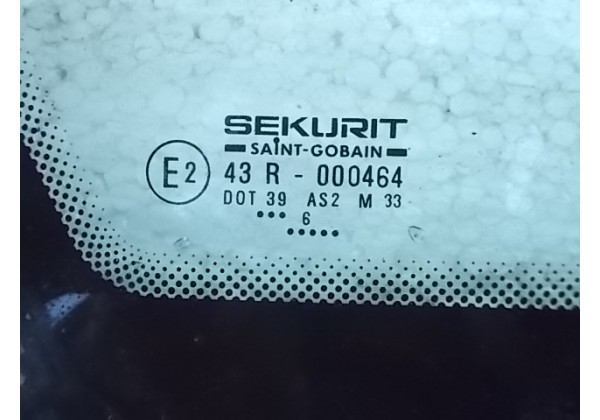 SEKURIT
SAINT-GOBAIN
E2 43 R - 000464
DOT 39 AS2 M 33
... 6
.....